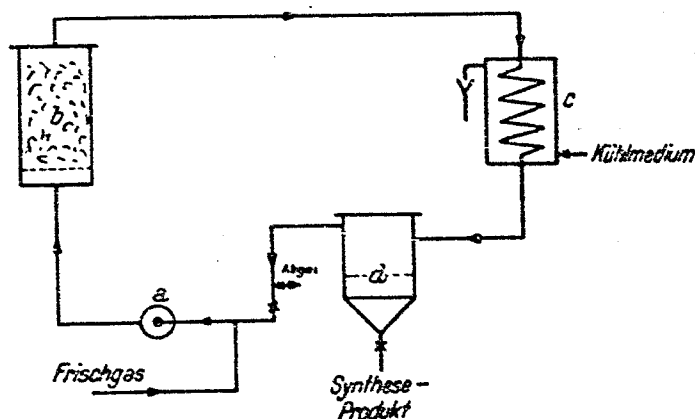 b
c
Kühlmedium
d
Abgas
a
Frischgas
Synthese-
Produkt